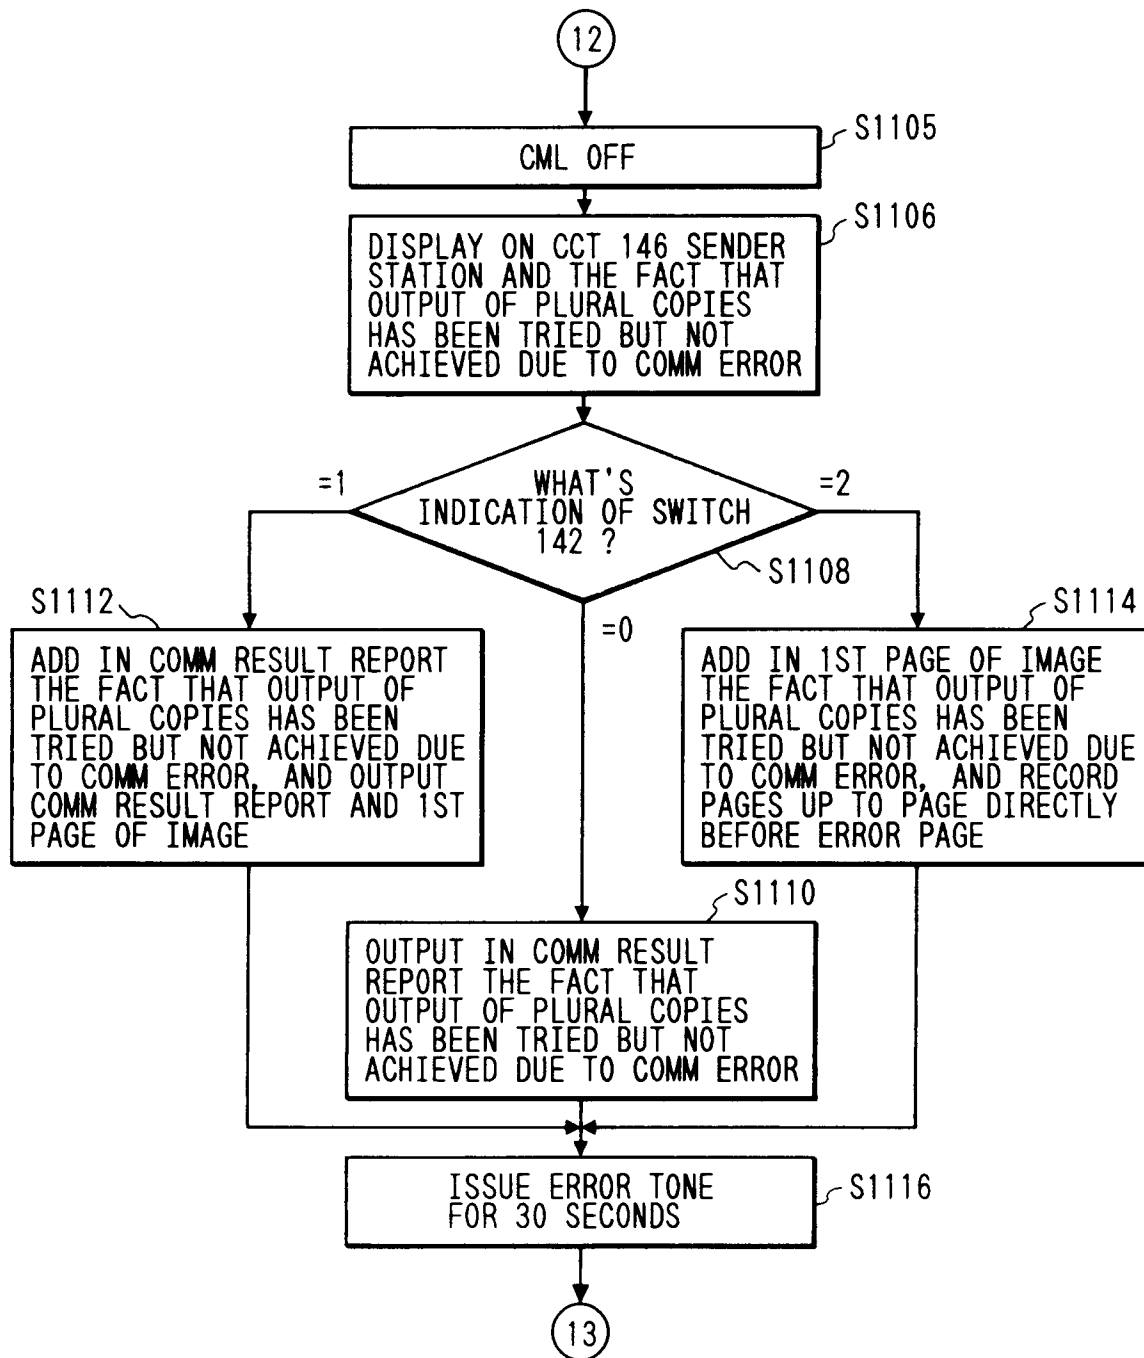 12
CML OFF
S1105
S1106
DISPLAY ON CCT 146 SENDER
STATION AND THE FACT THAT
OUTPUT OF PLURAL COPIES
HAS BEEN TRIED BUT NOT
ACHIEVED DUE TO COMM ERROR
=1
WHAT'S
INDICATION OF SWITCH
142 ?
=2
S1108
=0
S1112
ADD IN COMM RESULT REPORT
THE FACT THAT OUTPUT OF
PLURAL COPIES HAS BEEN
TRIED BUT NOT ACHIEVED DUE
TO COMM ERROR, AND OUTPUT
COMM RESULT REPORT AND 1ST
PAGE OF IMAGE
S1114
ADD IN 1ST PAGE OF IMAGE
THE FACT THAT OUTPUT OF
PLURAL COPIES HAS BEEN
TRIED BUT NOT ACHIEVED DUE
TO COMM ERROR, AND RECORD
PAGES UP TO PAGE DIRECTLY
BEFORE ERROR PAGE
S1110
OUTPUT IN COMM RESULT
REPORT THE FACT THAT
OUTPUT OF PLURAL COPIES
HAS BEEN TRIED BUT NOT
ACHIEVED DUE TO COMM ERROR
ISSUE ERROR TONE
FOR 30 SECONDS
S1116
13